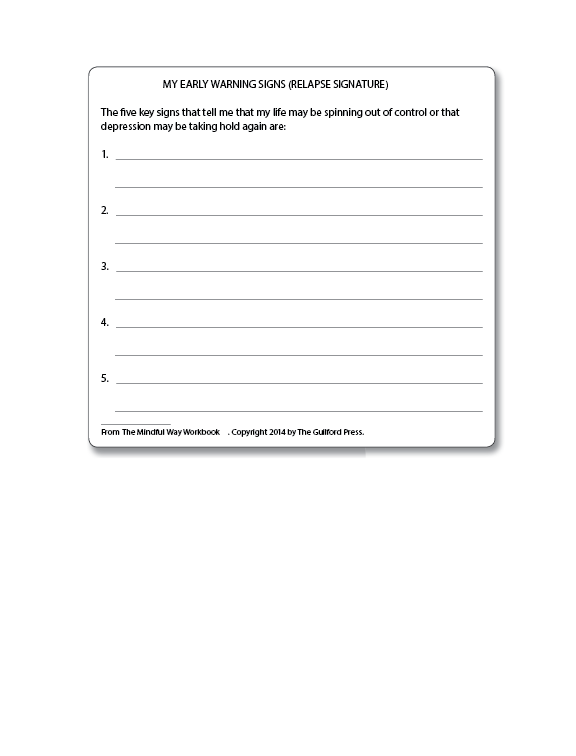 MY EARLY WARNING SIGNS (RELAPSE SIGNATURE)
The five key signs that tell me that my life may be spinning out of control or that
depression may be taking hold again are:
1.
2.
3.
4.
5.
From The Mindful Way Workbook . Copyright 2014 by The Guilford Press.